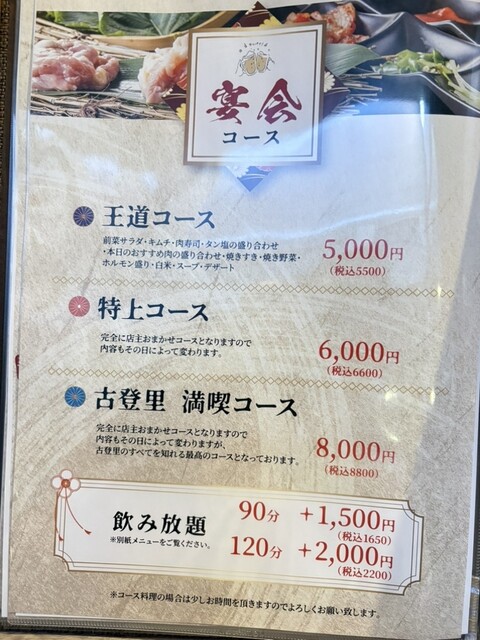 宴会
コース
王道コース
前菜サラダ・キムチ・肉寿司・タン塩の盛り合わせ
・本日のおすすめ肉の盛り合わせ・焼きすき・焼き野菜・
ホルモン盛り・白米・スープ・デザート
5,000円
(税込5500)
特上コース
完全に店主おまかせコースとなりますので
内容もその日によって変わります。
6,000円
(税込6600)
古登里 満喫コース
完全に店主おまかせコースとなりますので
内容もその日によって変わりますが、
古登里のすべてを知れる最高のコースとなっております。
8,000円
(税込8800)
飲み放題
※別紙メニューをご覧ください。
90分 +1,500円
(税込1650)
120分 +2,000円
(税込2200)
※コース料理の場合は少しお時間を頂きますのでよろしくお願い致します。